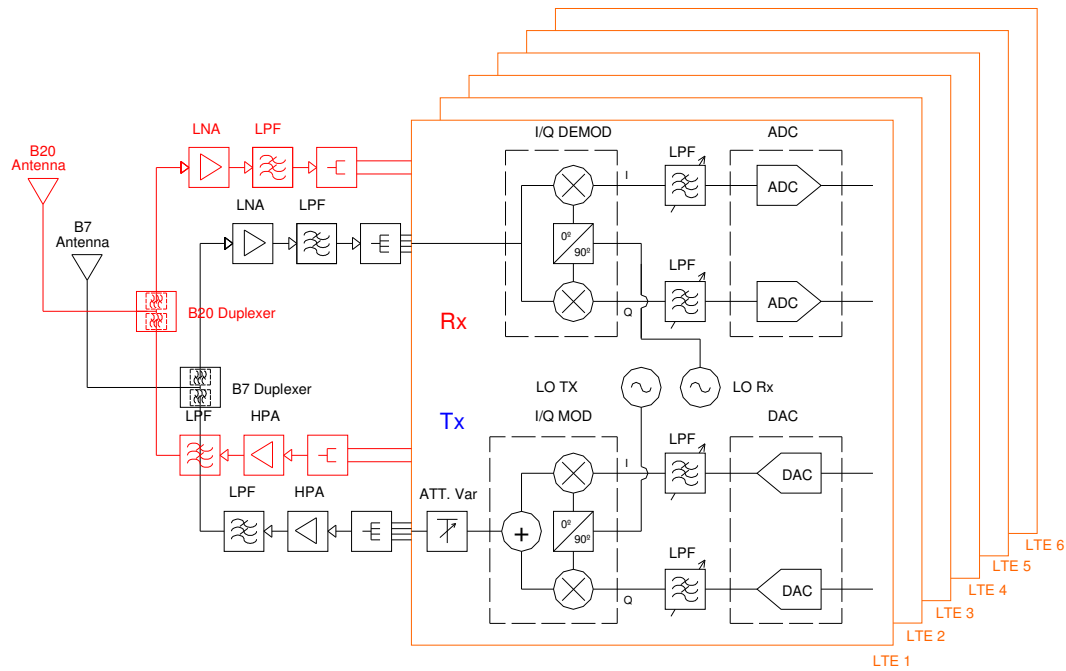 I/Q DEMOD
ADC
LNA
LPF
LPF
B20
Antenna
I
ADC
LNA
LPF
B7
Antenna
0º
90º
LPF
ADC
B20 Duplexer
Rx
Q
B7 Duplexer
LO TX
LO Rx
LPF
HPA
Tx
I/Q MOD
DAC
LPF
I
DAC
LPF
HPA
ATT. Var
+
0º
90º
LPF
DAC
Q
LTE 6
LTE 5
LTE 4
LTE 3
LTE 2
LTE 1